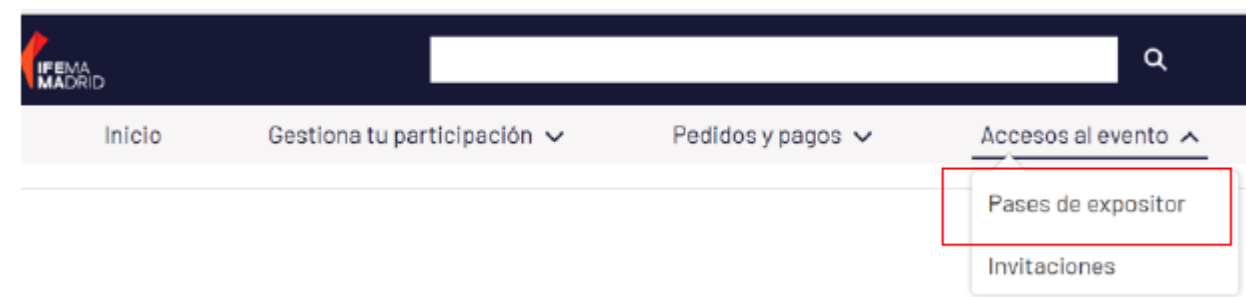 IFEMA
MADRID
Inicio Gestiona tu participación Pedidos y pagos Accesos al evento
Pases de expositor
Invitaciones